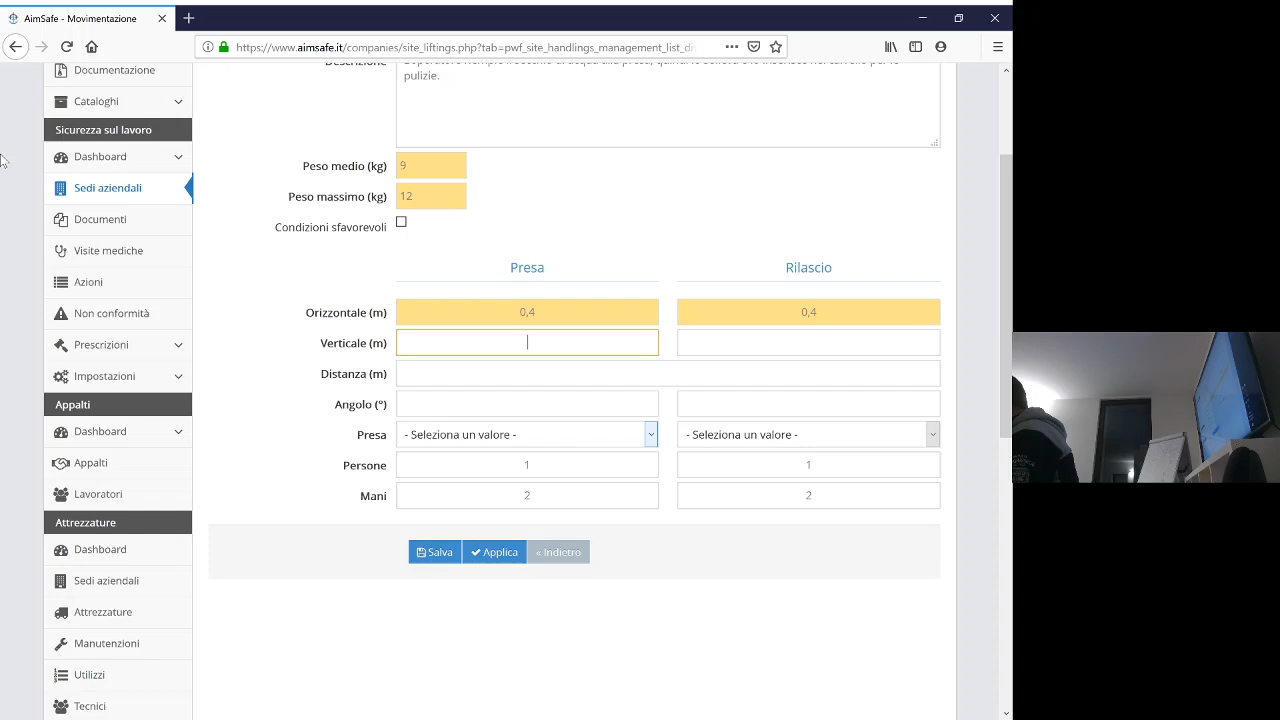 AimSafe - Movimentazione
https://www.aimsafe.it/companies/site_liftings.php?tab=pwf_site_handlings_management_list_di
Documentazione
Cataloghi
Sicurezza sul lavoro
Dashboard
Sedi aziendali
Documenti
Visite mediche
Azioni
Non conformità
Prescrizioni
Impostazioni
Appalti
Dashboard
Appalti
Lavoratori
Attrezzature
Dashboard
Sedi aziendali
Attrezzature
Manutenzioni
Utilizzi
Tecnici
Descrizione
pulizie.
Peso medio (kg) 9
Peso massimo (kg) 12
Condizioni sfavorevoli
Presa Rilascio
Orizzontale (m) 0,4 0,4
Verticale (m)
Distanza (m)
Angolo (°)
Presa - Seleziona un valore - - Seleziona un valore -
Persone 1 1
Mani 2 2
Salva Applica « Indietro